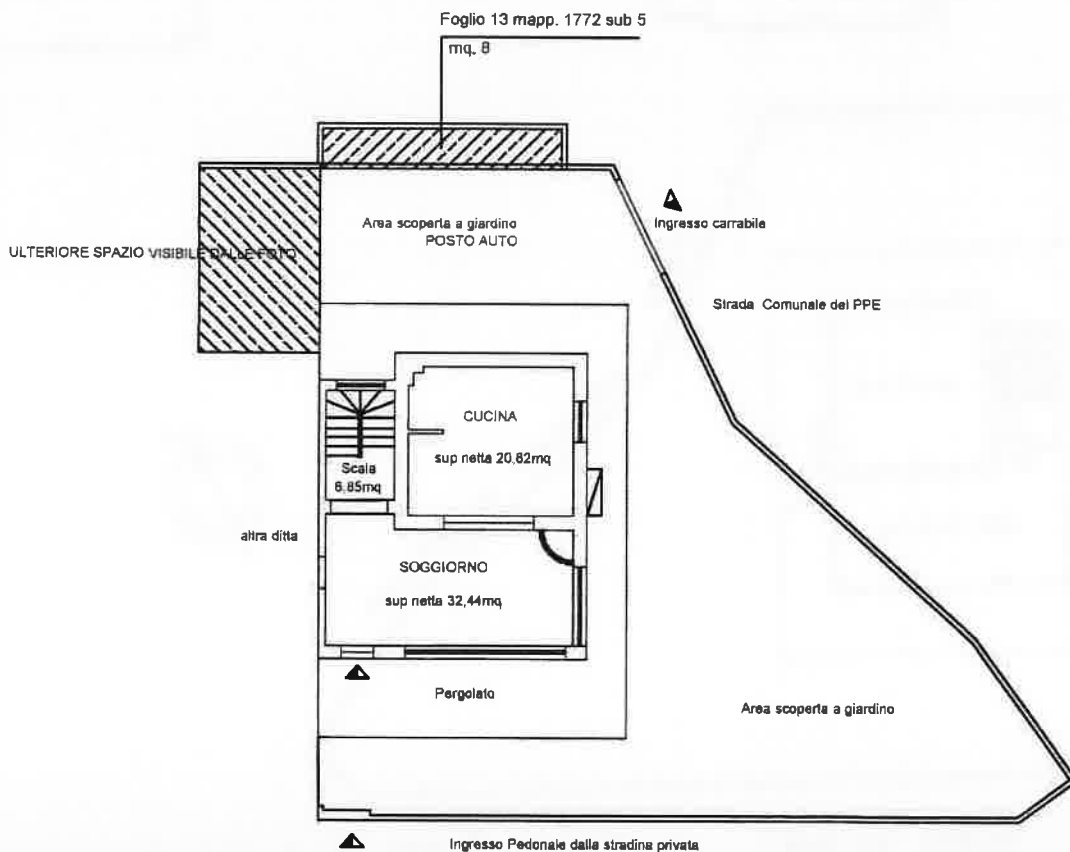 Foglio 13 mapp. 1772 sub 5
mq. 8
Area scoperta a giardino
POSTO AUTO
Ingresso carrabile
ULTERIORE SPAZIO VISIBILE DALLE FOTO
Strada Comunale del PPE
CUCINA
sup netta 20,82mq
Scala
6,85mq
altra ditta
SOGGIORNO
sup netta 32,44mq
Pergolato
Area scoperta a giardino
Ingresso Pedonale dalla stradina privata